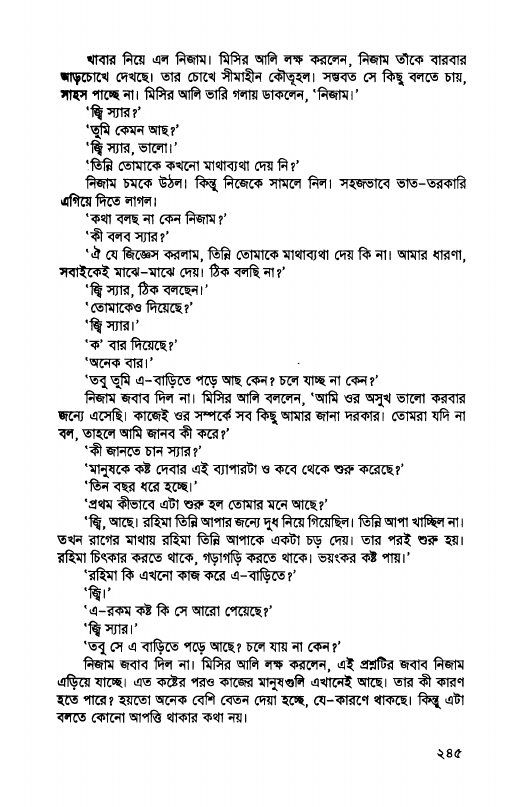 খাবার নিয়ে এল নিজাম। মিসির আলি লক্ষ করলেন, নিজাম তাঁকে বারবার
আড়চোখে দেখছে। তার চোখে সীমাহীন কৌতূহল। সম্ভবত সে কিছু বলতে চায়,
সাহস পাচ্ছে না। মিসির আলি ভারি গলায় ডাকলেন, 'নিজাম।'
'জ্বি স্যার?'
'তুমি কেমন আছ?'
'জ্বি স্যার, ভালো।'
'তিন্নি তোমাকে কখনো মাথাব্যথা দেয় নি?'
নিজাম চমকে উঠল। কিন্তু নিজেকে সামলে নিল। সহজভাবে ভাত-তরকারি
এগিয়ে দিতে লাগল।
'কথা বলছ না কেন নিজাম?'
'কী বলব স্যার?'
'ঐ যে জিজ্ঞেস করলাম, তিন্নি তোমাকে মাথাব্যথা দেয় কি না। আমার ধারণা,
সবাইকেই মাঝে-মাঝে দেয়। ঠিক বলছি না?'
'জ্বি স্যার, ঠিক বলছেন।'
'তোমাকেও দিয়েছে?'
'জ্বি স্যার।'
'ক' বার দিয়েছে?'
'অনেক বার।'
'তবু তুমি এ-বাড়িতে পড়ে আছ কেন? চলে যাচ্ছ না কেন?'
নিজাম জবাব দিল না। মিসির আলি বললেন, 'আমি ওর অসুখ ভালো করবার
জন্যে এসেছি। কাজেই ওর সম্পর্কে সব কিছু আমার জানা দরকার। তোমরা যদি না
বল, তাহলে আমি জানব কী করে?'
'কী জানতে চান স্যার?'
'মানুষকে কষ্ট দেবার এই ব্যাপারটা ও কবে থেকে শুরু করেছে?'
'তিন বছর ধরে হচ্ছে।'
'প্রথম কীভাবে এটা শুরু হল তোমার মনে আছে?'
'জ্বি, আছে। রহিমা তিন্নি আপার জন্যে দুধ নিয়ে গিয়েছিল। তিন্নি আপা খাচ্ছিল না।
তখন রাগের মাথায় রহিমা তিন্নি আপাকে একটা চড় দেয়। তার পরই শুরু হয়।
রহিমা চিৎকার করতে থাকে, গড়াগড়ি করতে থাকে। ভয়ংকর কষ্ট পায়।'
'রহিমা কি এখনো কাজ করে এ-বাড়িতে?'
'জ্বি।'
'এ-রকম কষ্ট কি সে আরো পেয়েছে?'
'জ্বি স্যার।'
'তবু সে এ বাড়িতে পড়ে আছে? চলে যায় না কেন?'
নিজাম জবাব দিল না। মিসির আলি লক্ষ করলেন, এই প্রশ্নটির জবাব নিজাম
এড়িয়ে যাচ্ছে। এত কষ্টের পরও কাজের মানুষগুলি এখানেই আছে। তার কী কারণ
হতে পারে? হয়তো অনেক বেশি বেতন দেয়া হচ্ছে, যে-কারণে থাকছে। কিন্তু এটা
বলতে কোনো আপত্তি থাকার কথা নয়।
২৪৫